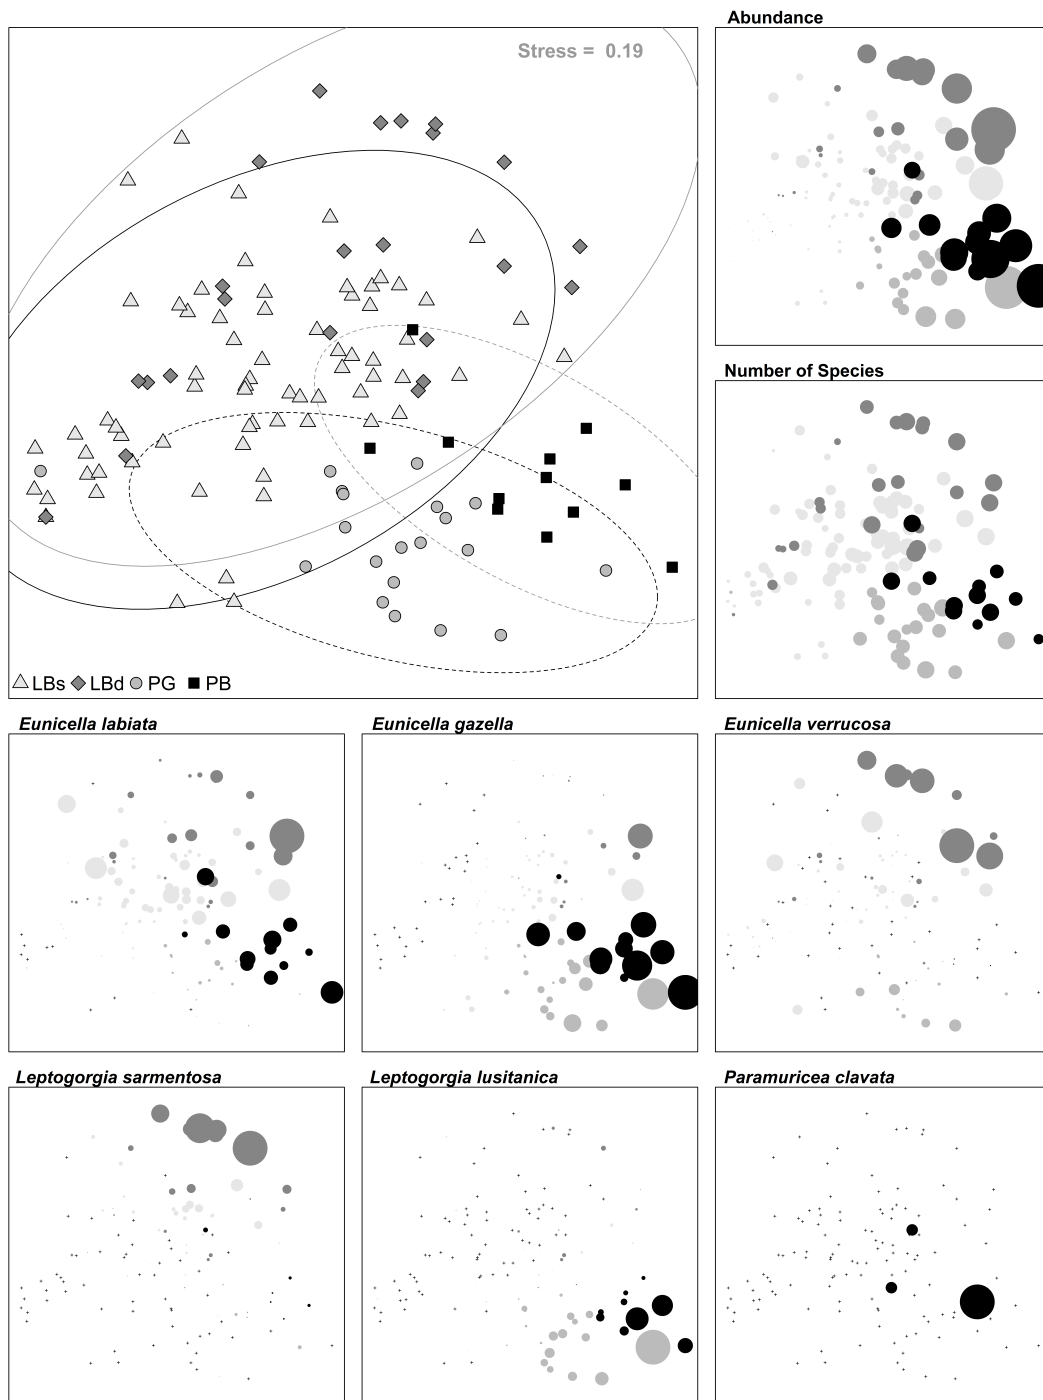 Abundance
Stress = 0.19
Number of Species
LBs LBd PG PB
Eunicella labiata
Eunicella gazella
Eunicella verrucosa
Leptogorgia sarmentosa
Leptogorgia lusitanica
Paramuricea clavata